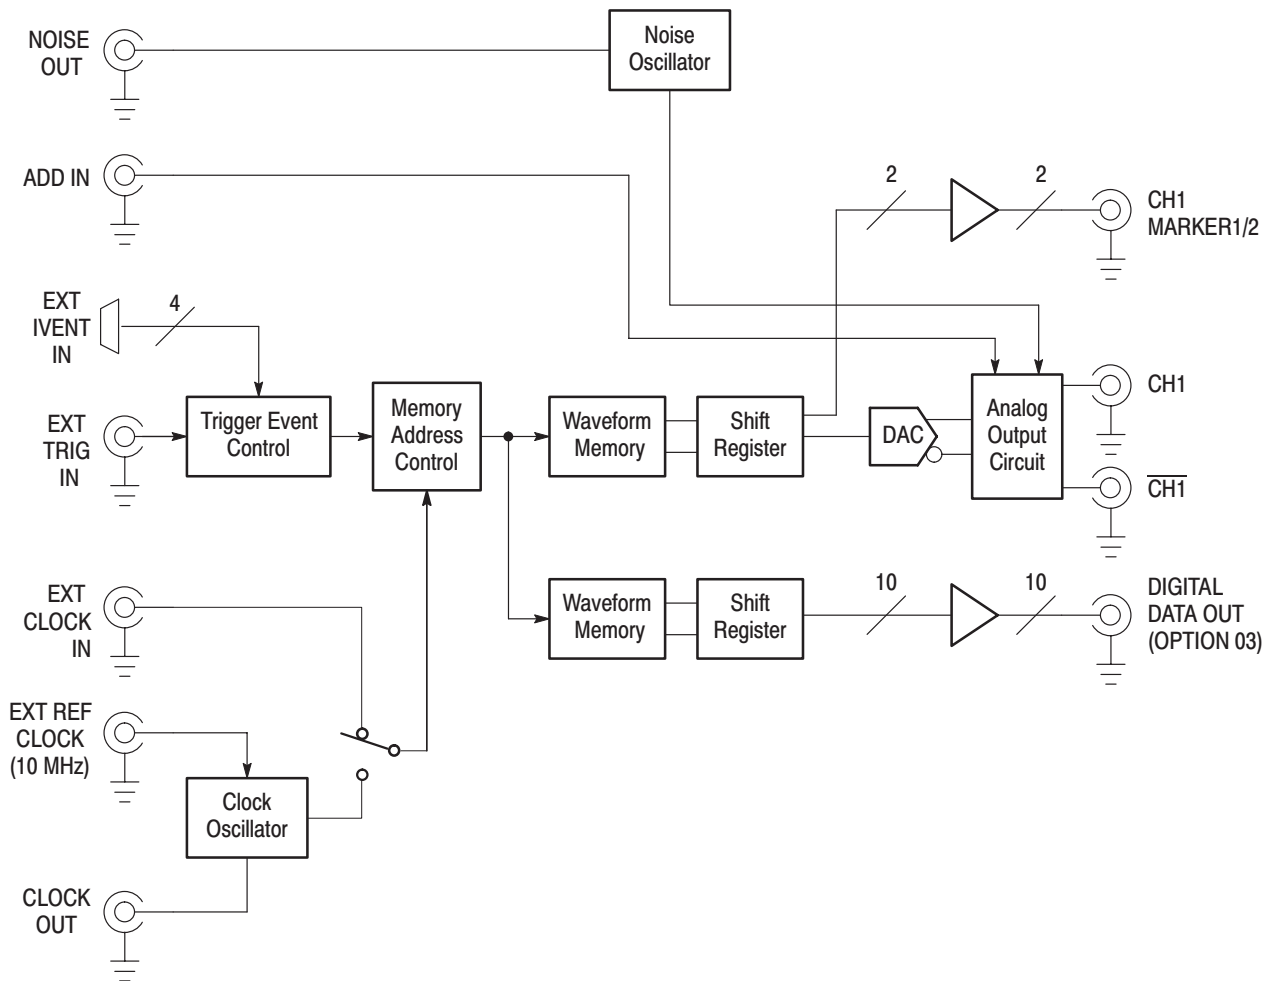 NOISE
OUT
Noise
Oscillator
ADD IN
2
2
CH1
MARKER1/2
EXT
IVENT
IN
4
EXT
TRIG
IN
Trigger Event
Control
Memory
Address
Control
Waveform
Memory
Shift
Register
DAC
Analog
Output
Circuit
CH1
CH1
EXT
CLOCK
IN
Waveform
Memory
Shift
Register
10
10
DIGITAL
DATA OUT
(OPTION 03)
EXT REF
CLOCK
(10 MHz)
Clock
Oscillator
CLOCK
OUT